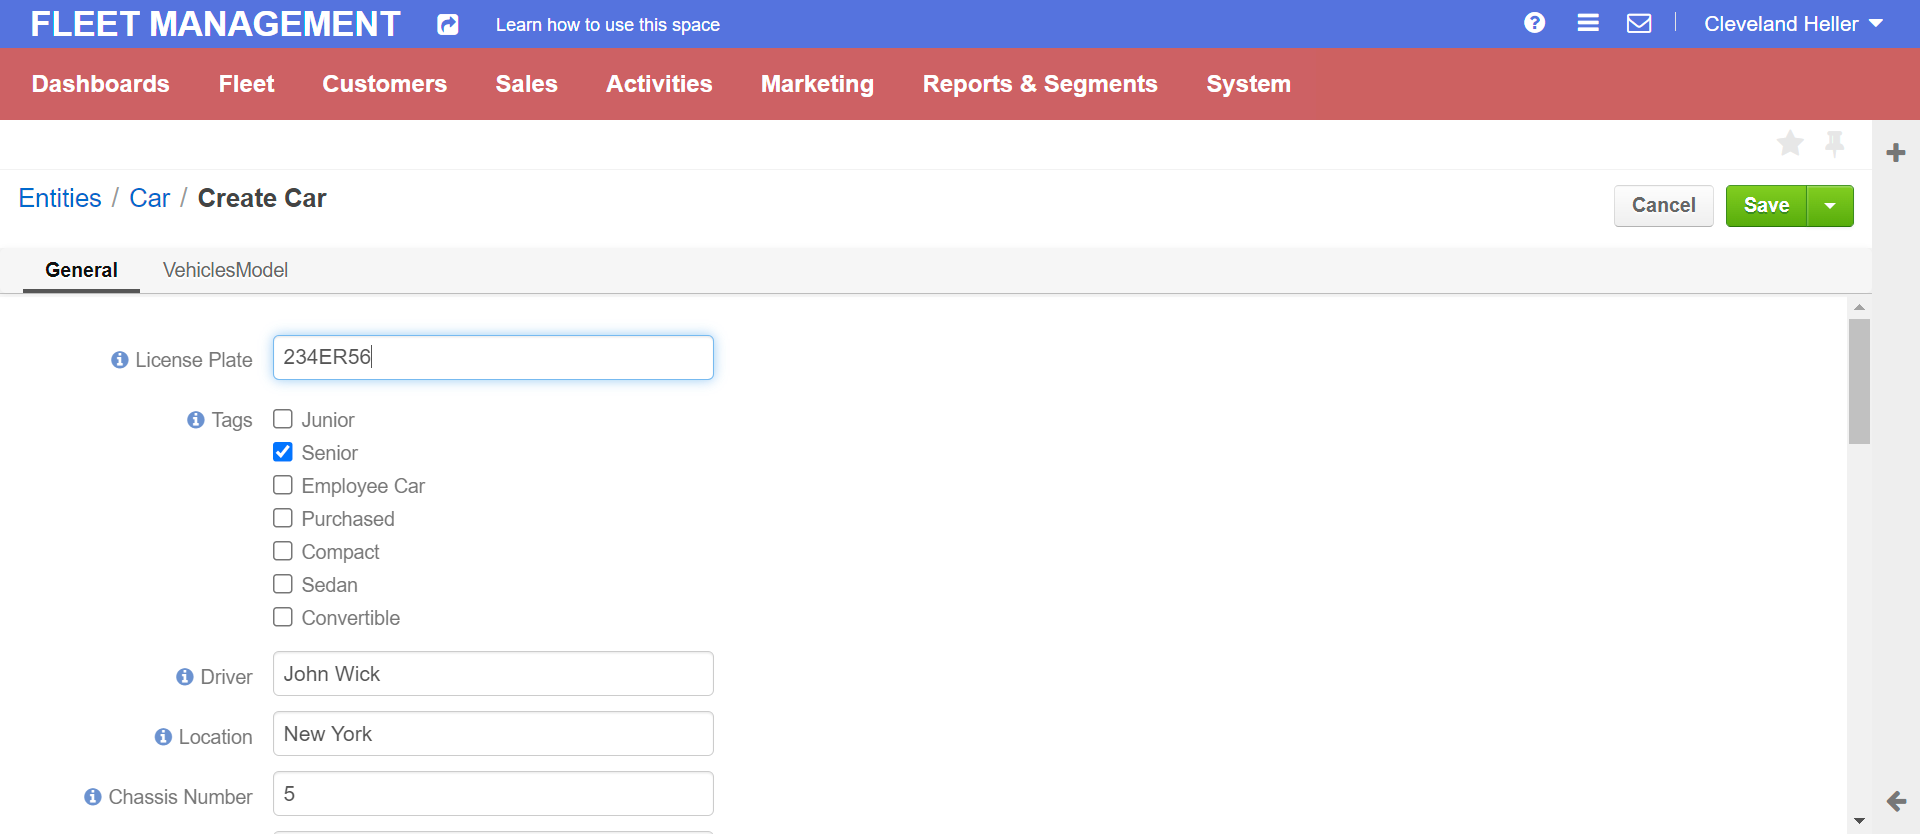 FLEET MANAGEMENT Learn how to use this space Cleveland Heller
Dashboards Fleet Customers Sales Activities Marketing Reports & Segments System
Entities / Car / Create Car
Cancel Save
General VehiclesModel
License Plate 234ER56
Tags Junior
Senior
Employee Car
Purchased
Compact
Sedan
Convertible
Driver John Wick
Location New York
Chassis Number 5